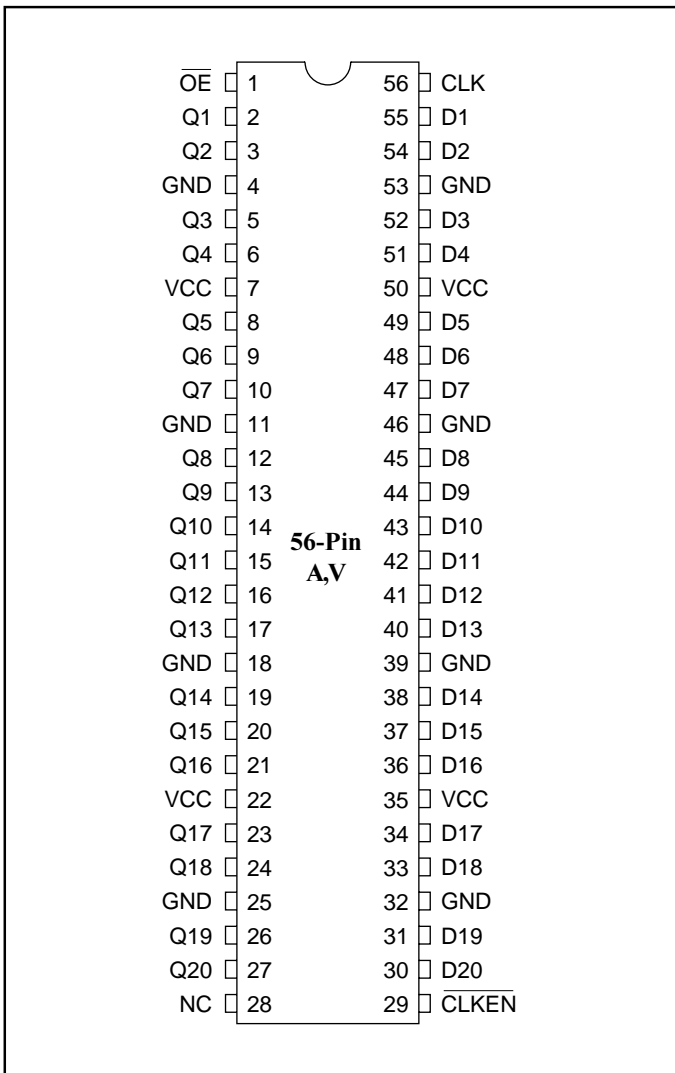 O̅E̅ 1 56 CLK
Q1 2 55 D1
Q2 3 54 D2
GND 4 53 GND
Q3 5 52 D3
Q4 6 51 D4
VCC 7 50 VCC
Q5 8 49 D5
Q6 9 48 D6
Q7 10 47 D7
GND 11 46 GND
Q8 12 45 D8
Q9 13 44 D9
Q10 14 43 D10
56-Pin
Q11 15 42 D11
A,V
Q12 16 41 D12
Q13 17 40 D13
GND 18 39 GND
Q14 19 38 D14
Q15 20 37 D15
Q16 21 36 D16
VCC 22 35 VCC
Q17 23 34 D17
Q18 24 33 D18
GND 25 32 GND
Q19 26 31 D19
Q20 27 30 D20
NC 28 29 C̅L̅K̅E̅N̅